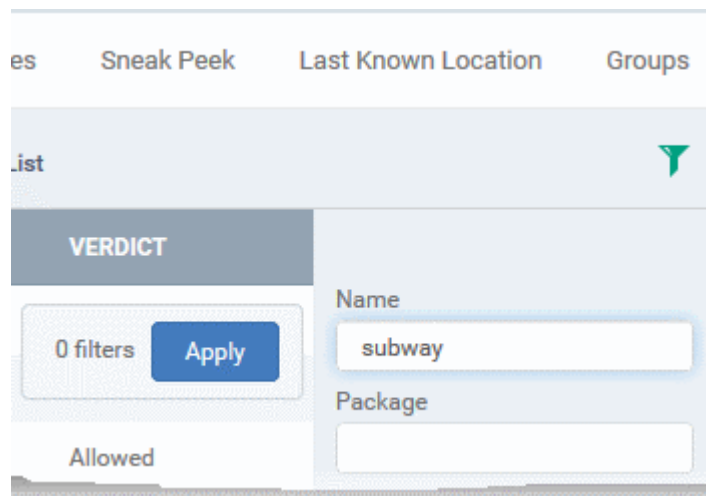 es Sneak Peek Last Known Location Groups
List
VERDICT
Name
0 filters Apply
subway
Package
Allowed